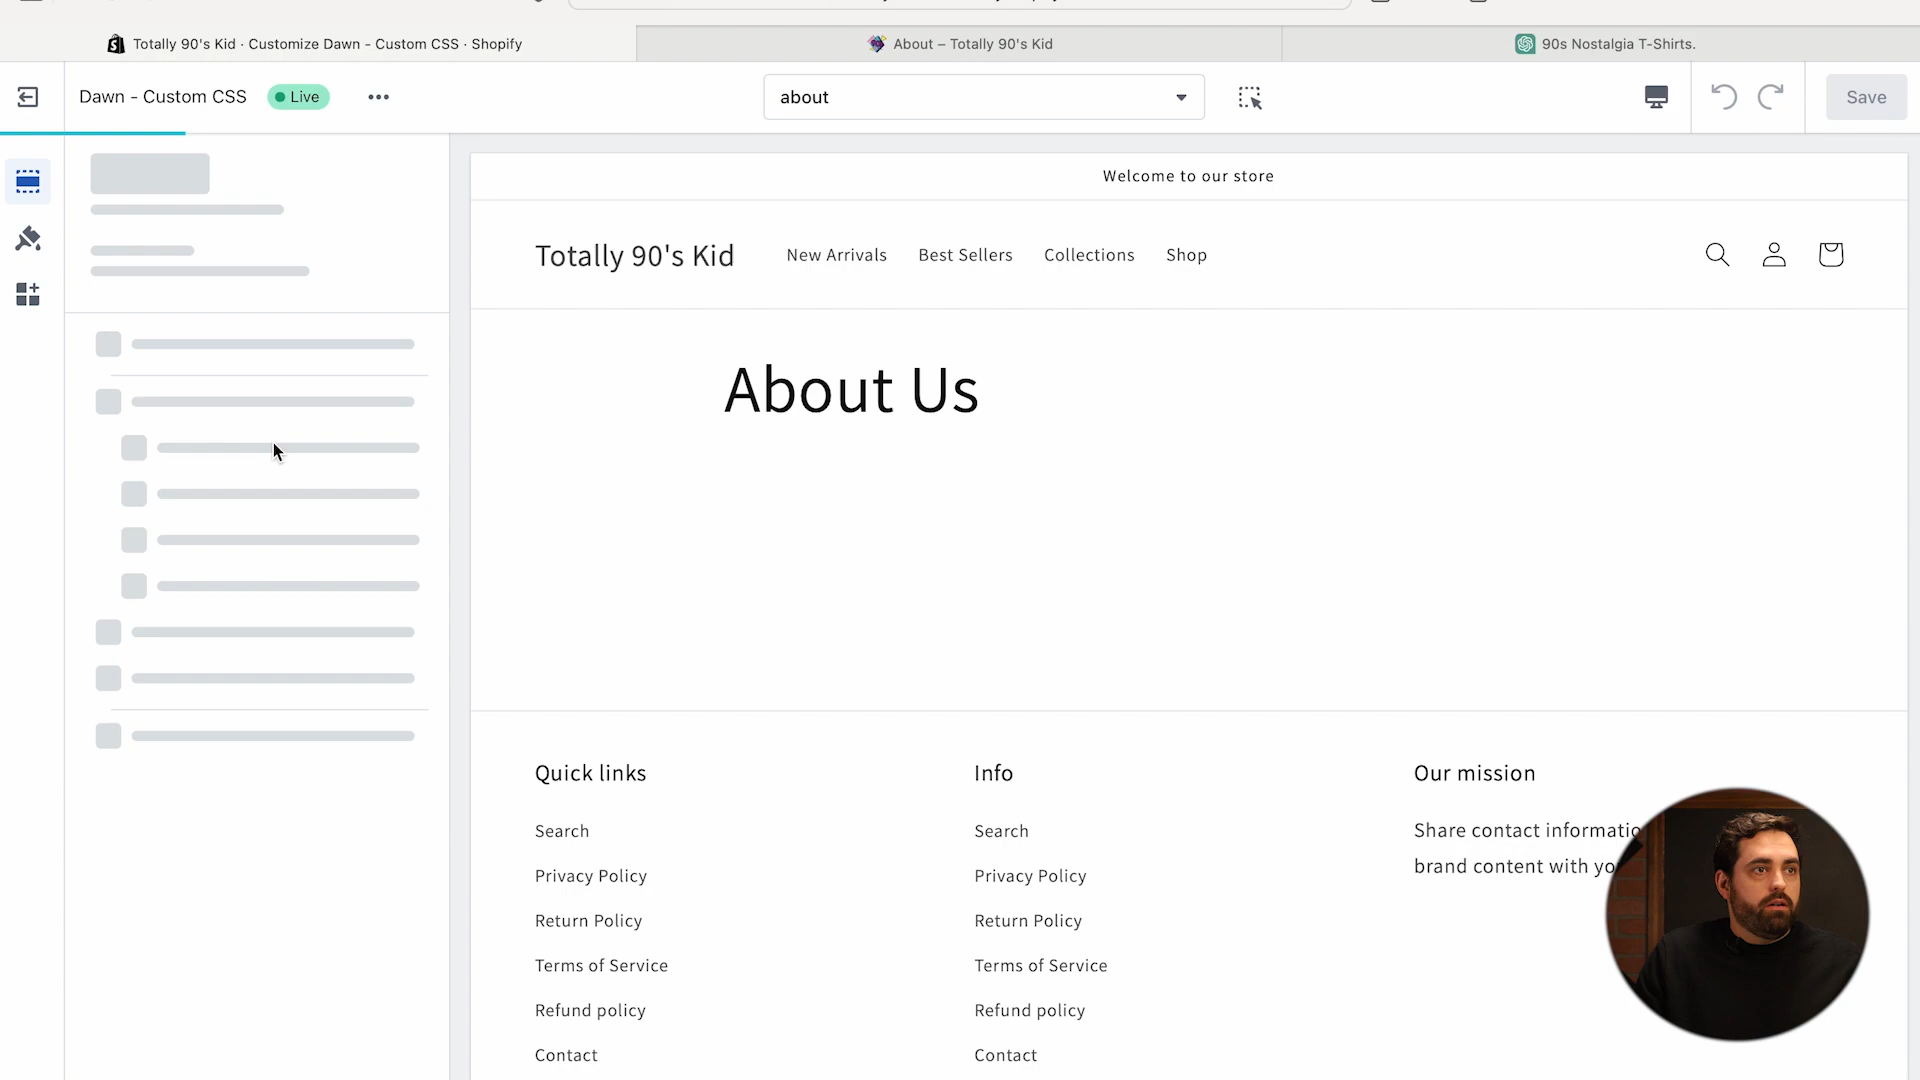 Totally 90's Kid · Customize Dawn - Custom CSS · Shopify
About – Totally 90's Kid
90s Nostalgia T-Shirts.
Dawn - Custom CSS
Live
about
Save
Welcome to our store
Totally 90's Kid
New Arrivals
Best Sellers
Collections
Shop
About Us
Quick links
Info
Our mission
Search
Search
Share contact informatio
Privacy Policy
Privacy Policy
brand content with yo
Return Policy
Return Policy
Terms of Service
Terms of Service
Refund policy
Refund policy
Contact
Contact